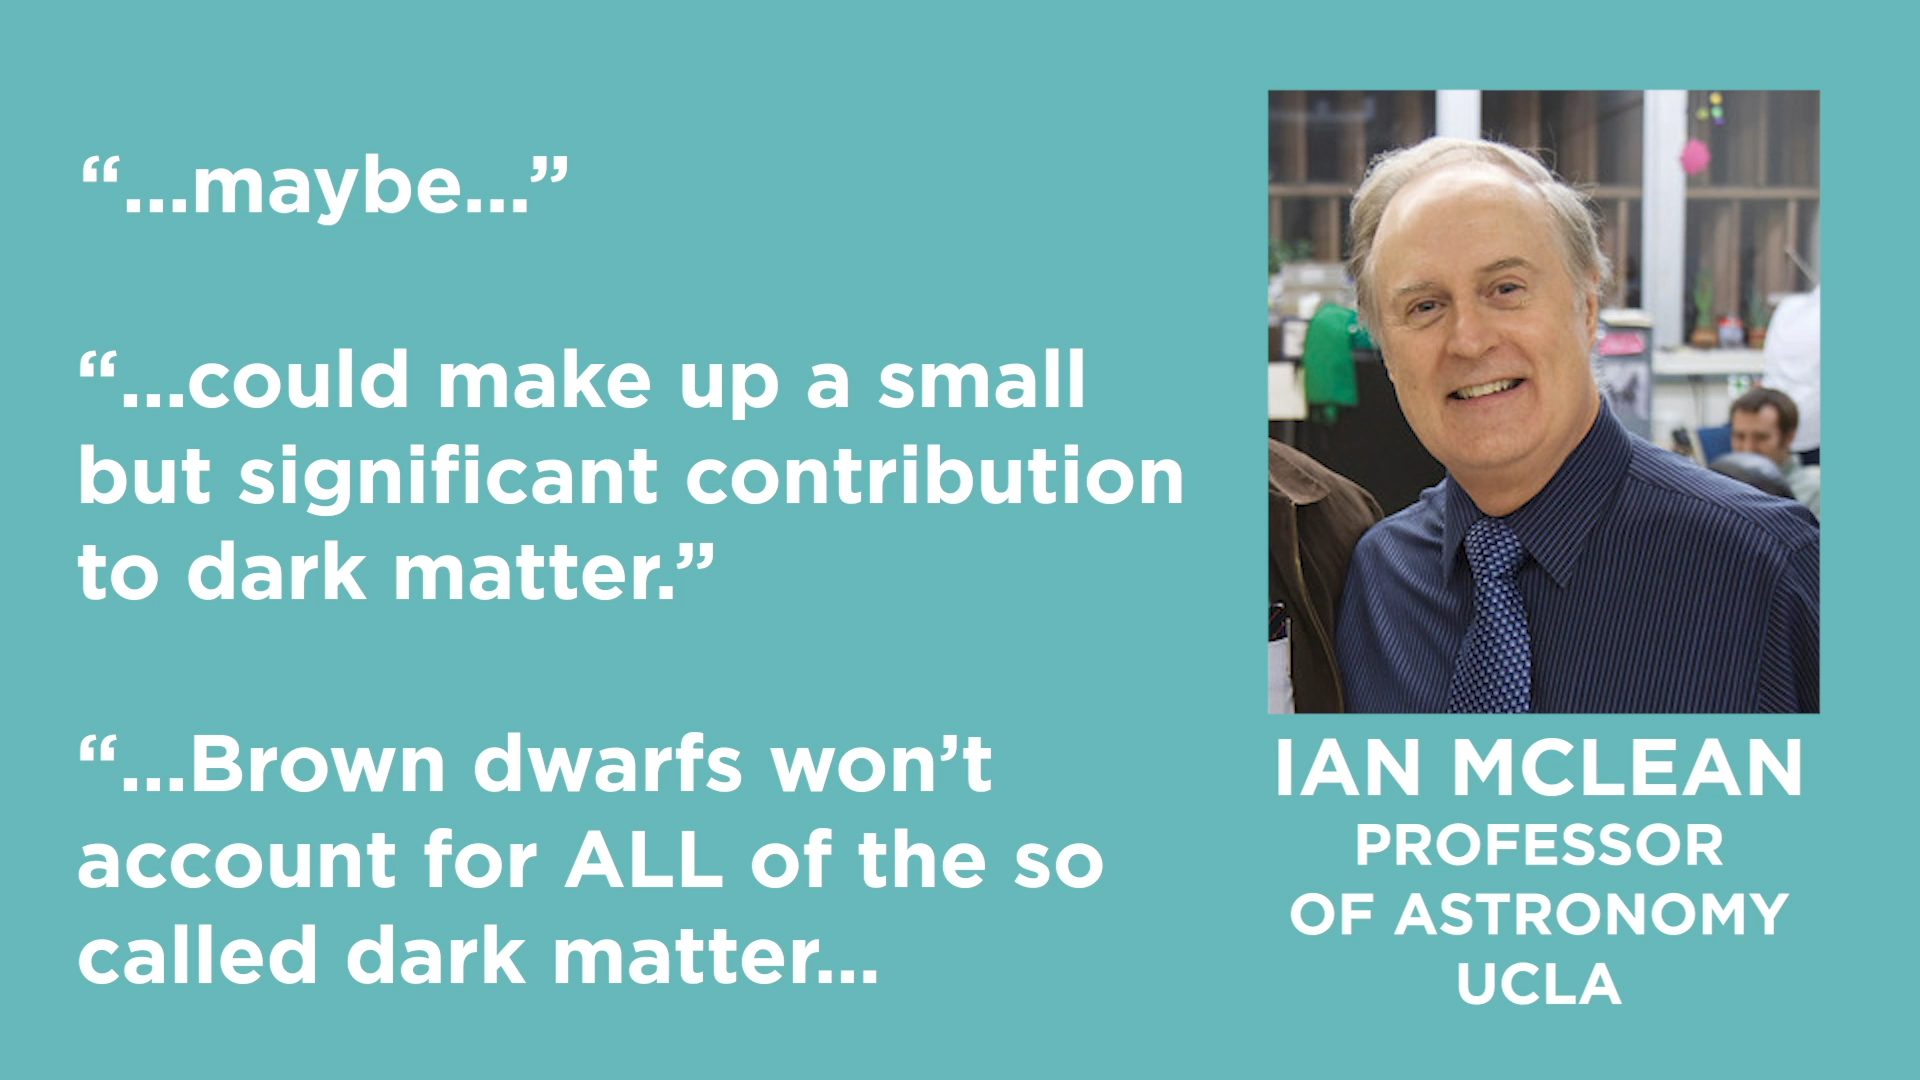 “...maybe...”
“...could make up a small
but significant contribution
to dark matter.”
“...Brown dwarfs won’t
account for ALL of the so
called dark matter...
IAN MCLEAN
PROFESSOR
OF ASTRONOMY
UCLA